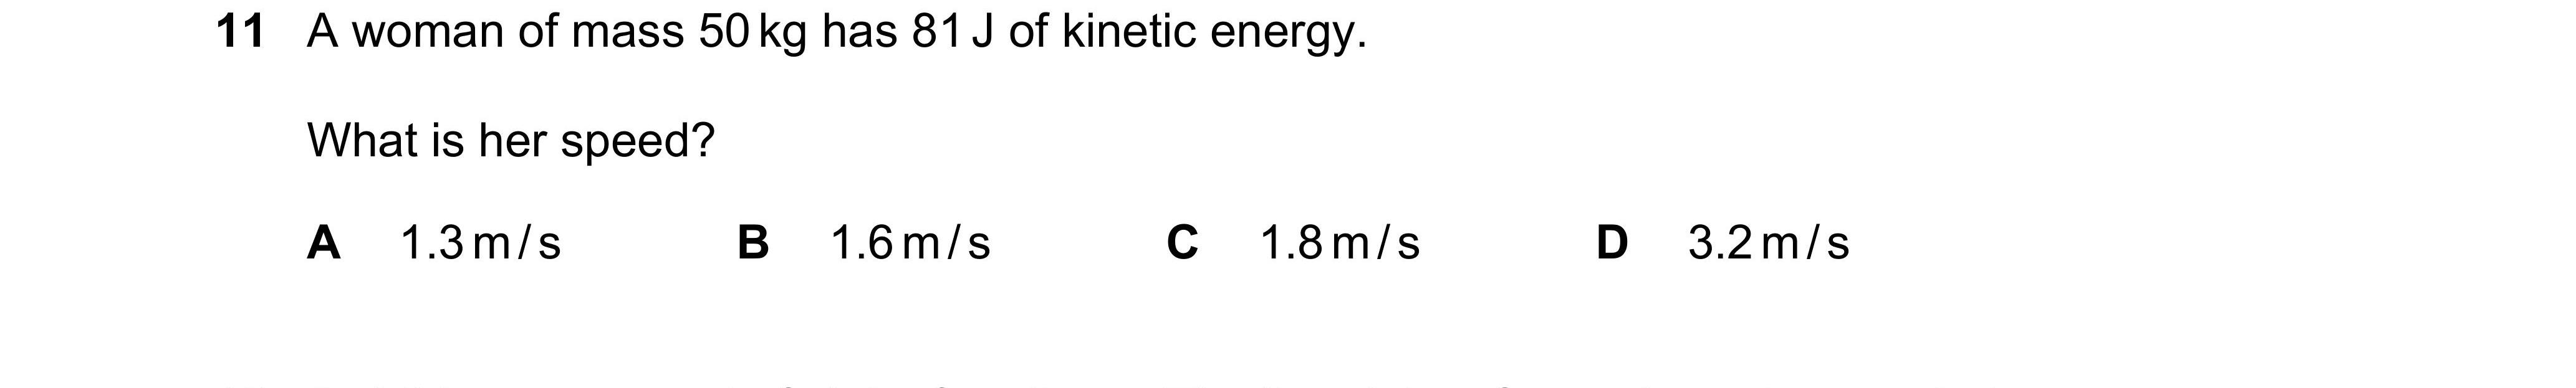 11 A woman of mass 50 kg has 81 J of kinetic energy.
What is her speed?
A 1.3 m / s B 1.6 m / s C 1.8 m / s D 3.2 m / s